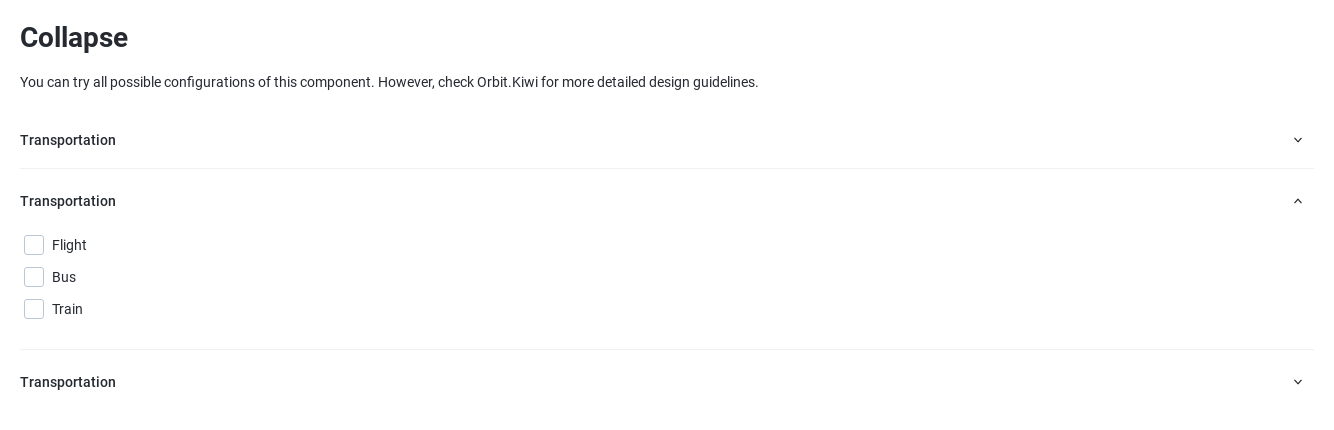 Collapse
You can try all possible configurations of this component. However, check Orbit.Kiwi for more detailed design guidelines.
Transportation
Transportation
Flight
Bus
Train
Transportation